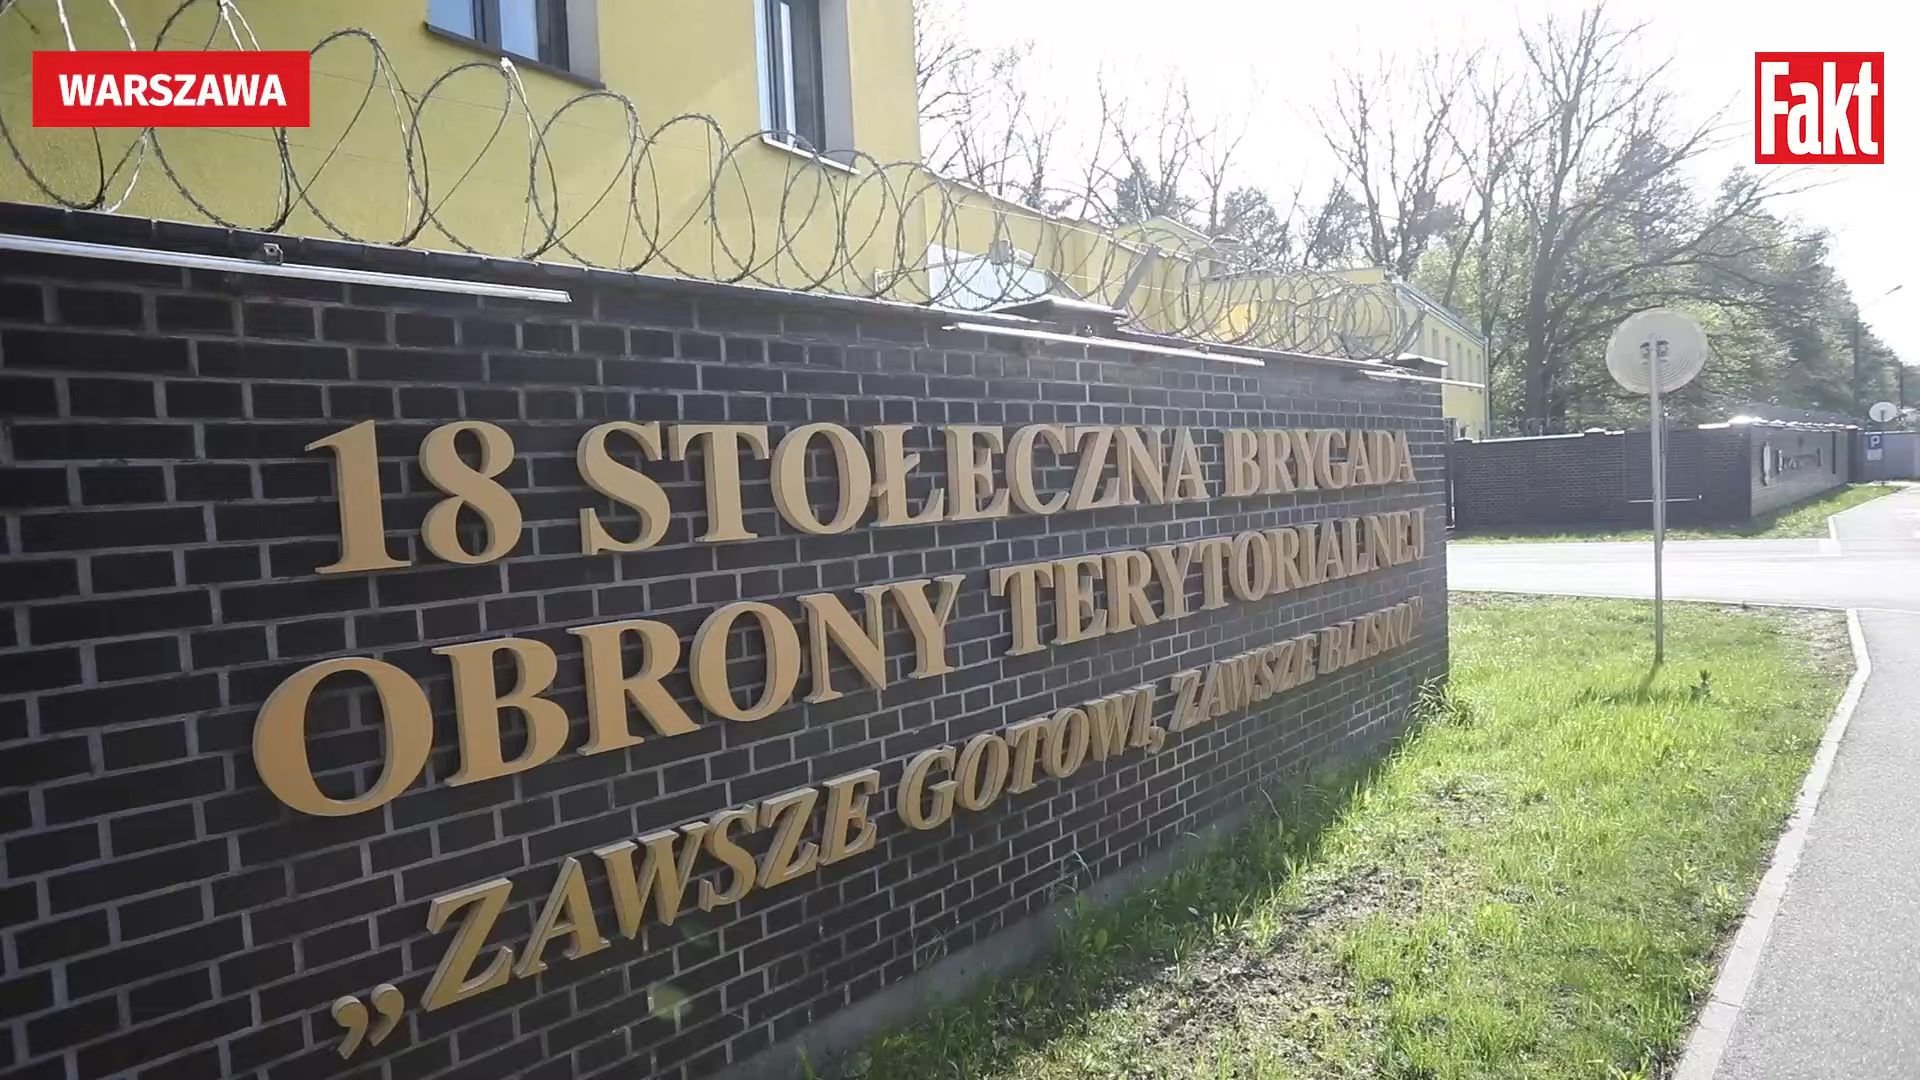 WARSZAWA
Fakt
18 STOŁECZNA BRYGADA
OBRONY TERYTORIALNEJ
„ZAWSZE GOTOWI, ZAWSZE BLISKO”